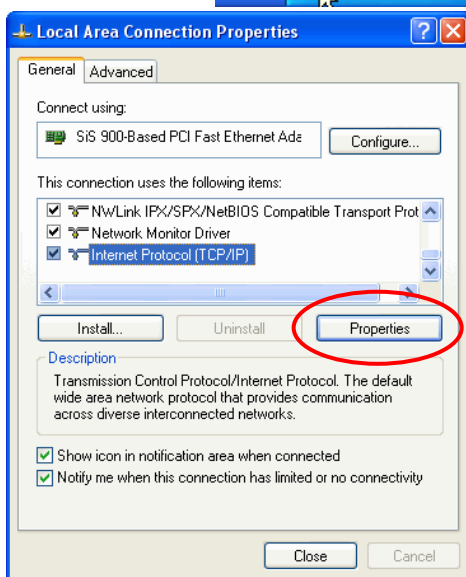 Local Area Connection Properties
General Advanced
Connect using:
SiS 900-Based PCI Fast Ethernet Ada
Configure...
This connection uses the following items:
NWLink IPX/SPX/NetBIOS Compatible Transport Prot
Network Monitor Driver
Internet Protocol (TCP/IP)
Install... Uninstall Properties
Description
Transmission Control Protocol/Internet Protocol. The default
wide area network protocol that provides communication
across diverse interconnected networks.
Show icon in notification area when connected
Notify me when this connection has limited or no connectivity
Close Cancel